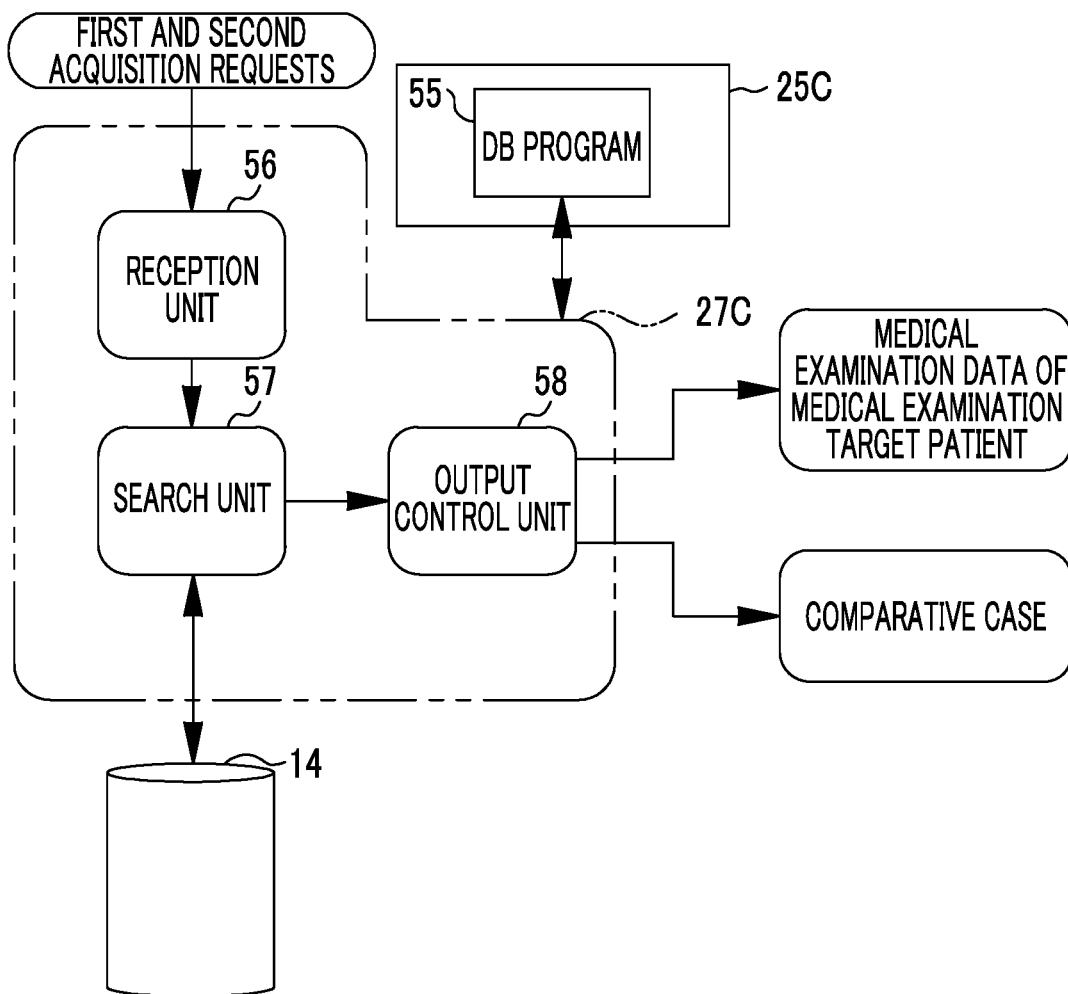 FIRST AND SECOND
ACQUISITION REQUESTS
55
25C
DB PROGRAM
56
RECEPTION
UNIT
27C
MEDICAL
EXAMINATION DATA OF
MEDICAL EXAMINATION
TARGET PATIENT
57
58
SEARCH UNIT
OUTPUT
CONTROL UNIT
COMPARATIVE CASE
14